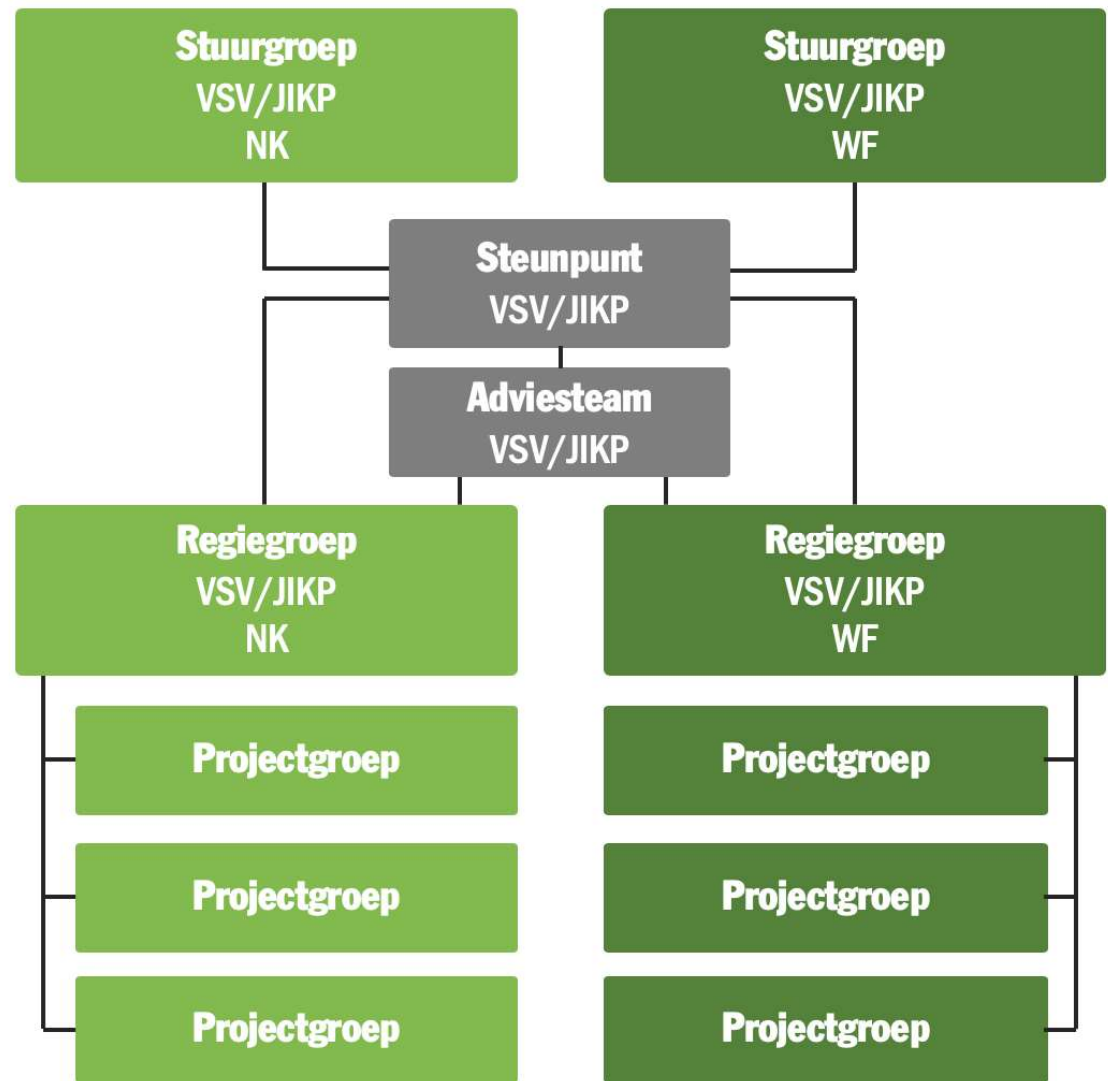 Stuurgroep
VSV/JIKP
NK
Stuurgroep
VSV/JIKP
WF
Steunpunt
VSV/JIKP
Adviesteam
VSV/JIKP
Regiegroep
VSV/JIKP
NK
Regiegroep
VSV/JIKP
WF
Projectgroep
Projectgroep
Projectgroep
Projectgroep
Projectgroep
Projectgroep